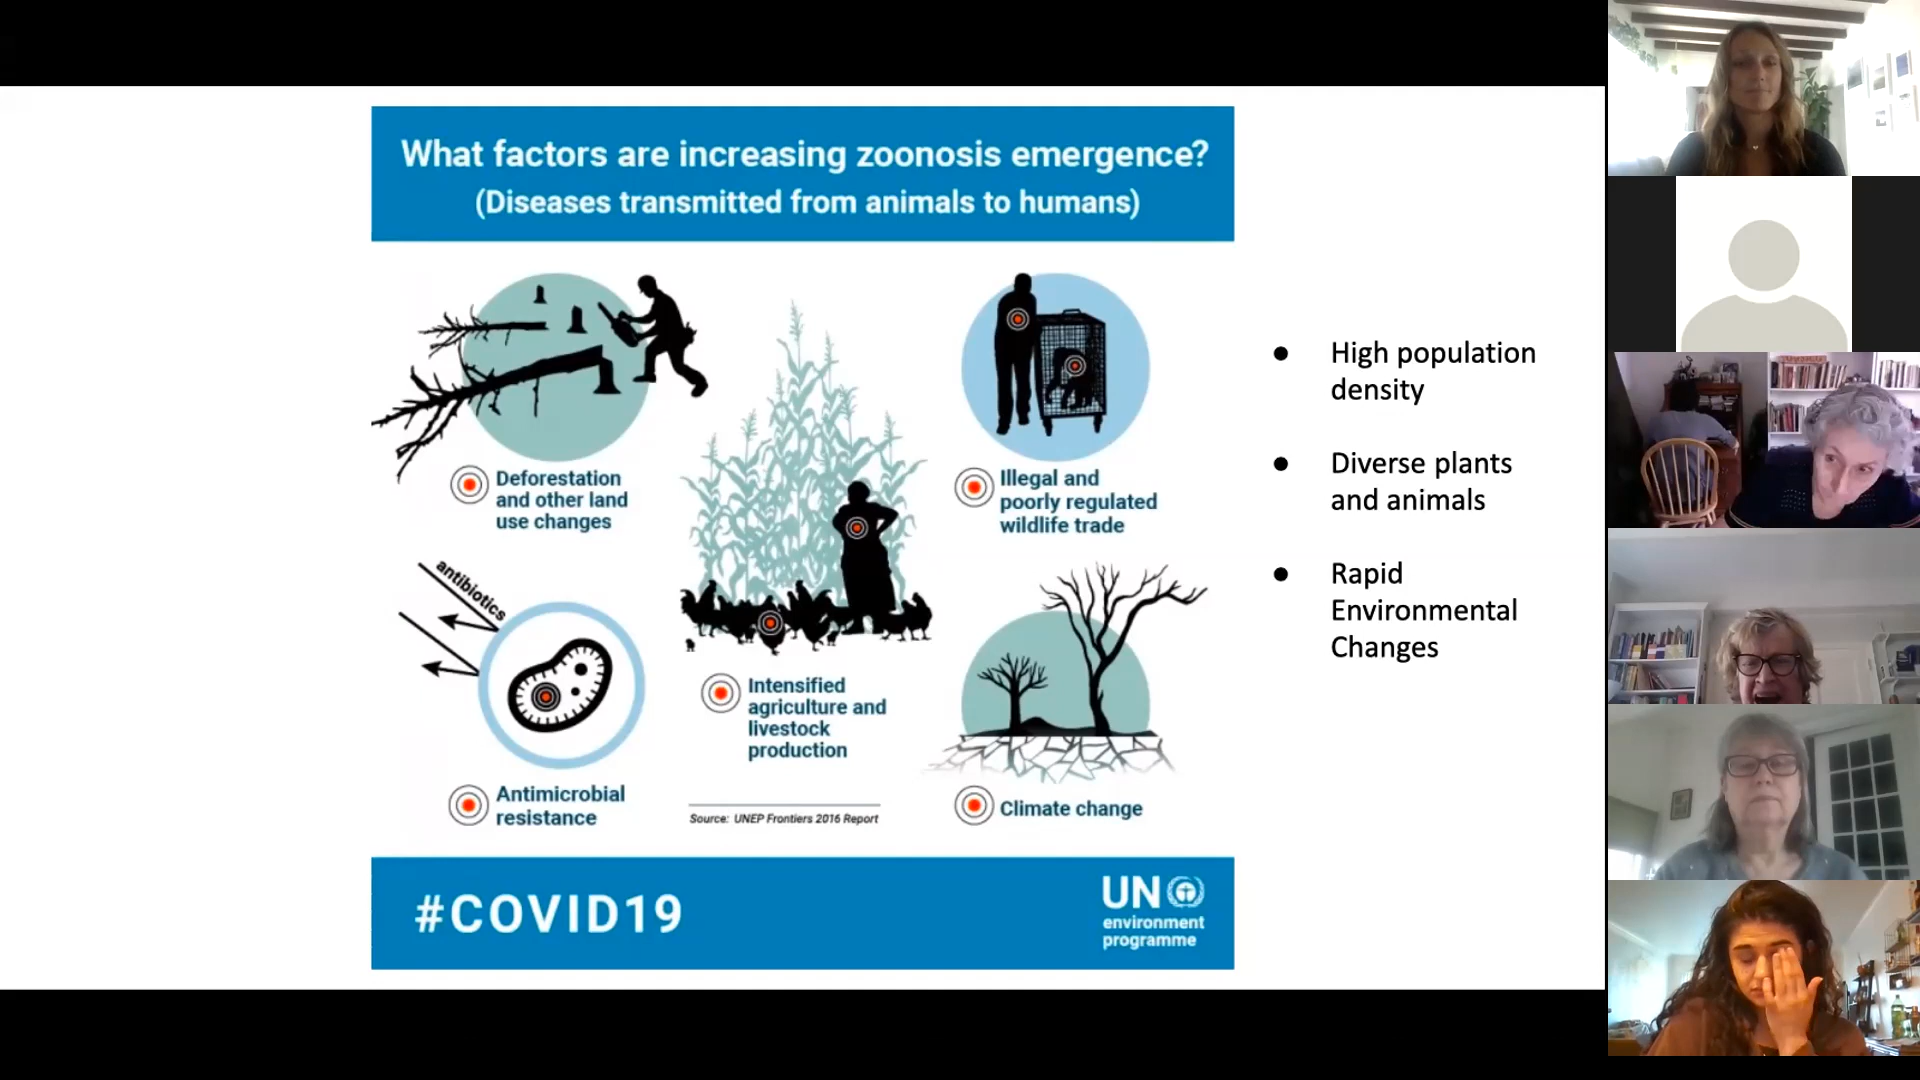 What factors are increasing zoonosis emergence?
(Diseases transmitted from animals to humans)
Deforestation
and other land
use changes
Illegal and
poorly regulated
wildlife trade
antibiotics
Intensified
agriculture and
livestock
production
Antimicrobial
resistance
Source: UNEP Frontiers 2016 Report
Climate change
#COVID19
UN
environment
programme
● High population
density
● Diverse plants
and animals
● Rapid
Environmental
Changes